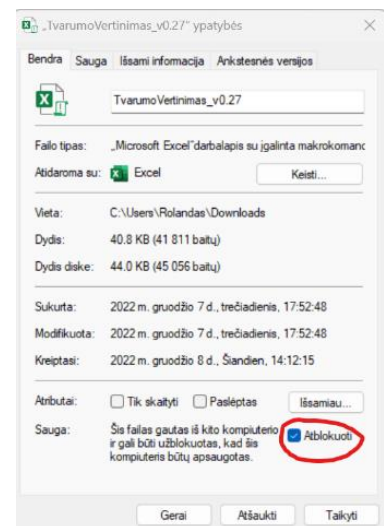 „TvarumoVertinimas_v0.27" ypatybės
Bendra Sauga Išsami informacija Ankstesnės versijos
TvarumoVertinimas_v0.27
Failo tipas: „Microsoft Excel"darbalapis su įgalinta makrokomand
Atidaroma su: Excel Keisti...
Vieta: C:\Users\Rolandas\Downloads
Dydis: 40.8 KB (41 811 baitų)
Dydis diske: 44.0 KB (45 056 baitų)
Sukurta: 2022 m. gruodžio 7 d., trečiadienis, 17:52:48
Modifikuota: 2022 m. gruodžio 7 d., trečiadienis, 17:52:48
Kreiptasi: 2022 m. gruodžio 8 d., Šiandien, 14:12:15
Atributai: Tik skaityti Paslėptas Išsamiau...
Sauga: Šis failas gautas iš kito kompiuterio Atblokuoti
ir gali būti užblokuotas, kad šis
kompiuteris būtų apsaugotas.
Gerai Atšaukti Taikyti